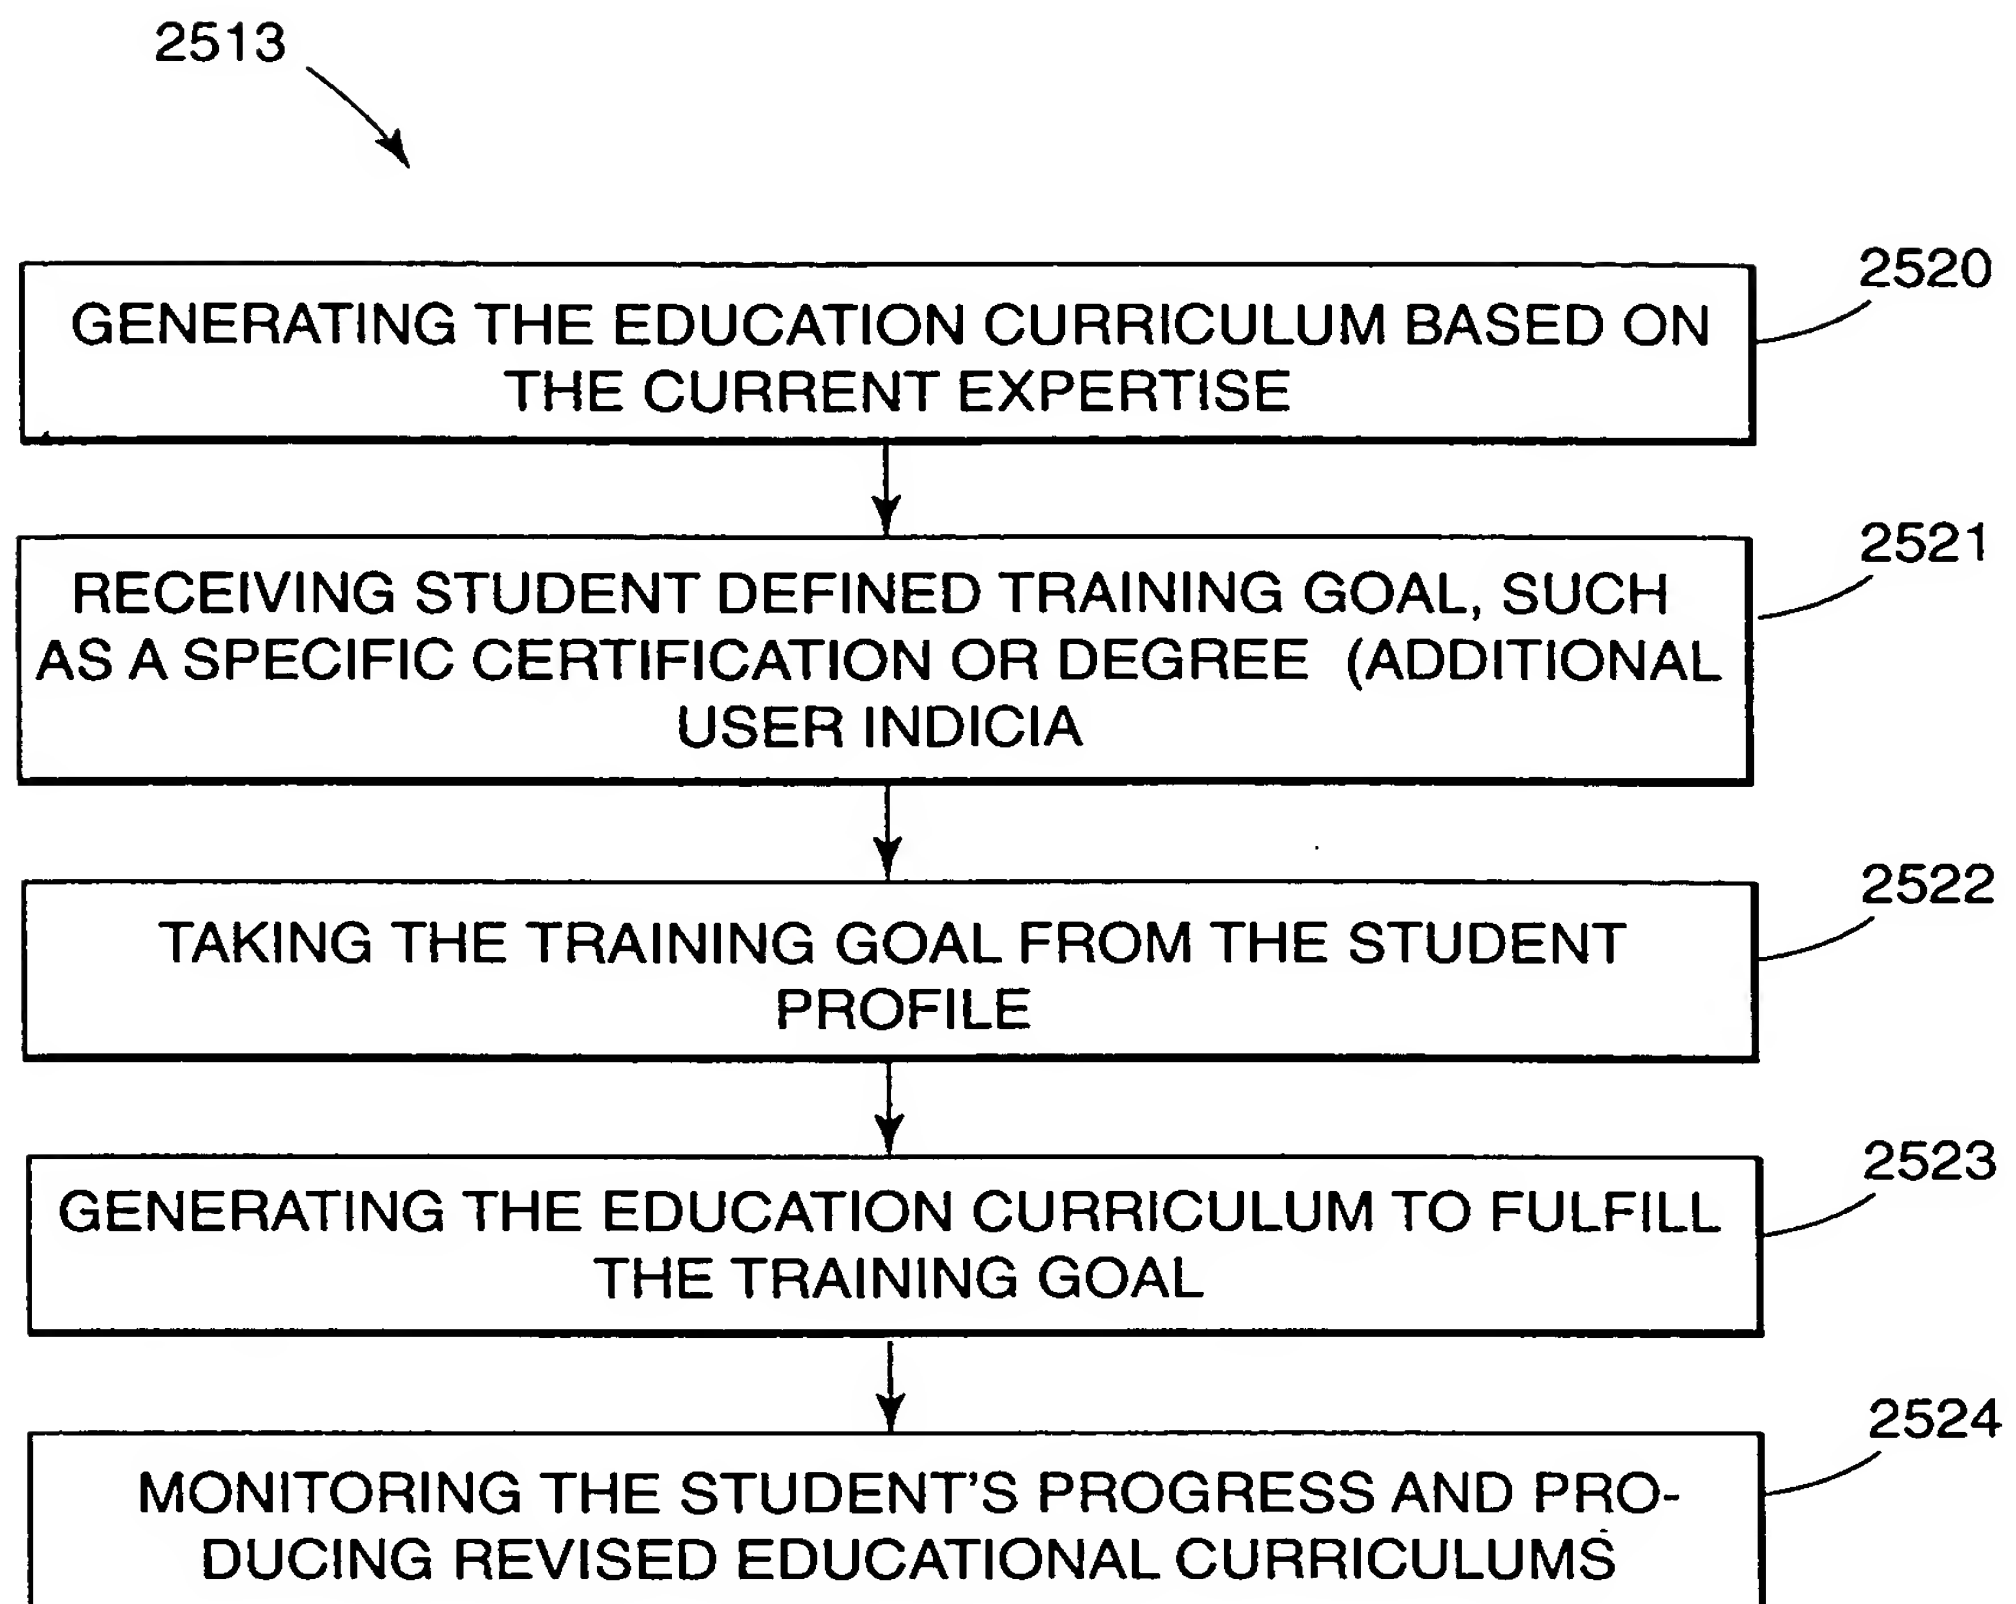 2513
2520
GENERATING THE EDUCATION CURRICULUM BASED ON
THE CURRENT EXPERTISE
2521
RECEIVING STUDENT DEFINED TRAINING GOAL, SUCH
AS A SPECIFIC CERTIFICATION OR DEGREE (ADDITIONAL
USER INDICIA
2522
TAKING THE TRAINING GOAL FROM THE STUDENT
PROFILE
2523
GENERATING THE EDUCATION CURRICULUM TO FULFILL
THE TRAINING GOAL
2524
MONITORING THE STUDENT'S PROGRESS AND PRO-
DUCING REVISED EDUCATIONAL CURRICULUMS